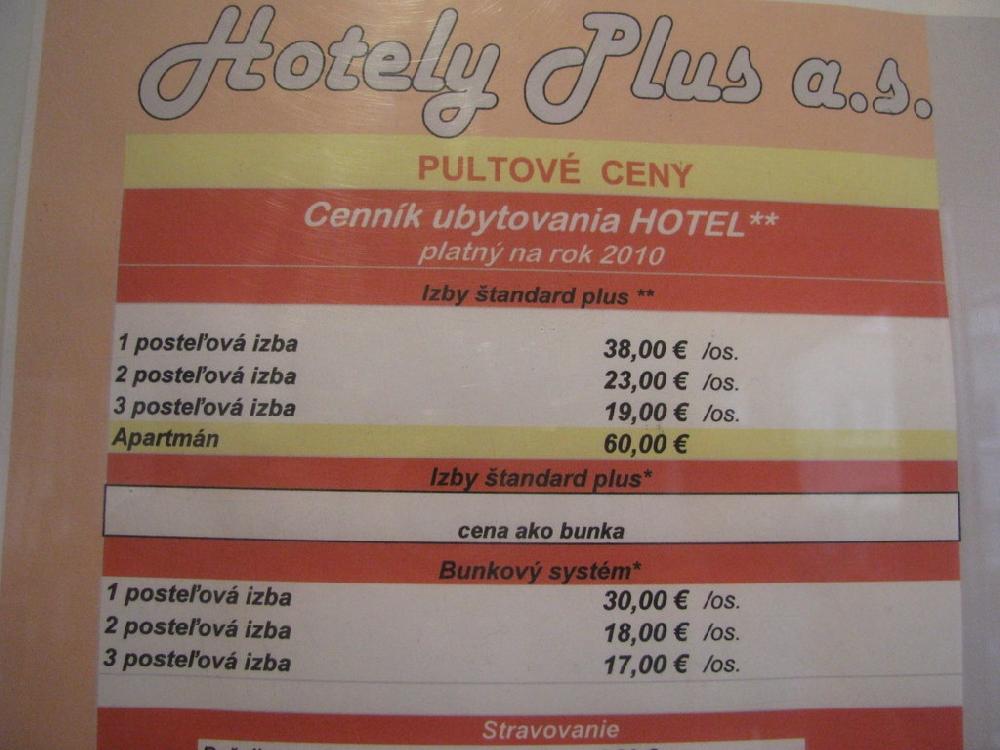 Hotely Plus a.s.
PULTOVÉ CENY
Cenník ubytovania HOTEL**
platný na rok 2010
Izby štandard plus **
1 posteľová izba 38,00 € /os.
2 posteľová izba 23,00 € /os.
3 posteľová izba 19,00 € /os.
Apartmán 60,00 €
Izby štandard plus*
cena ako bunka
Bunkový systém*
1 posteľová izba 30,00 € /os.
2 posteľová izba 18,00 € /os.
3 posteľová izba 17,00 € /os.
Stravovanie